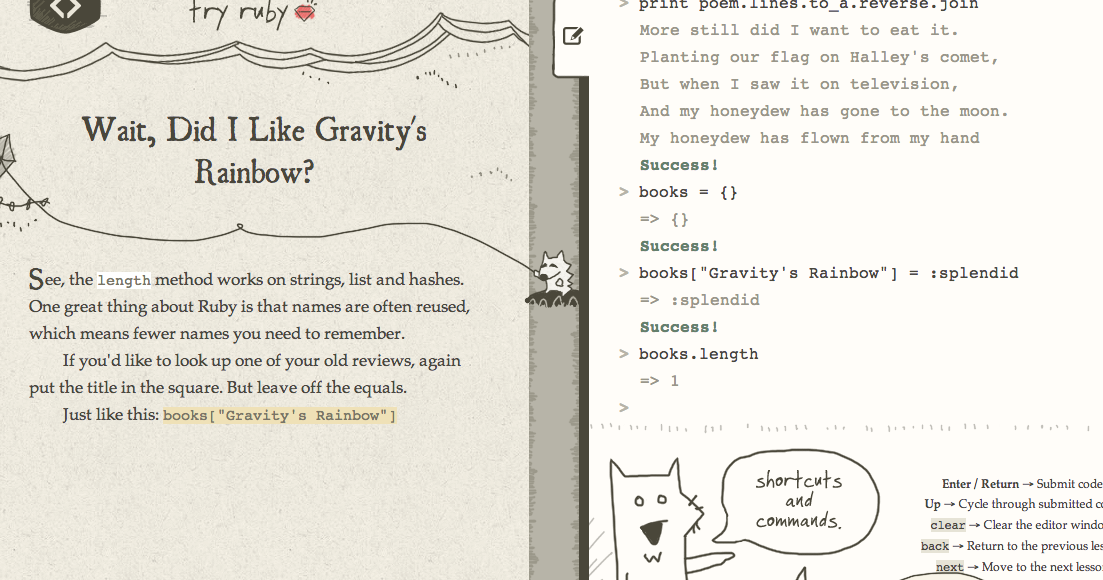 try ruby
Wait, Did I Like Gravity's
Rainbow?
See, the length method works on strings, list and hashes.
One great thing about Ruby is that names are often reused,
which means fewer names you need to remember.
If you'd like to look up one of your old reviews, again
put the title in the square. But leave off the equals.
Just like this: books["Gravity's Rainbow"]
> print poem.lines.to_a.reverse.join
More still did I want to eat it.
Planting our flag on Halley's comet,
But when I saw it on television,
And my honeydew has gone to the moon.
My honeydew has flown from my hand
Success!
> books = {}
=> {}
Success!
> books["Gravity's Rainbow"] = :splendid
=> :splendid
Success!
> books.length
=> 1
>
shortcuts
and
commands.
Enter / Return → Submit code
Up → Cycle through submitted co
clear → Clear the editor windo
back → Return to the previous les
next → Move to the next lesso